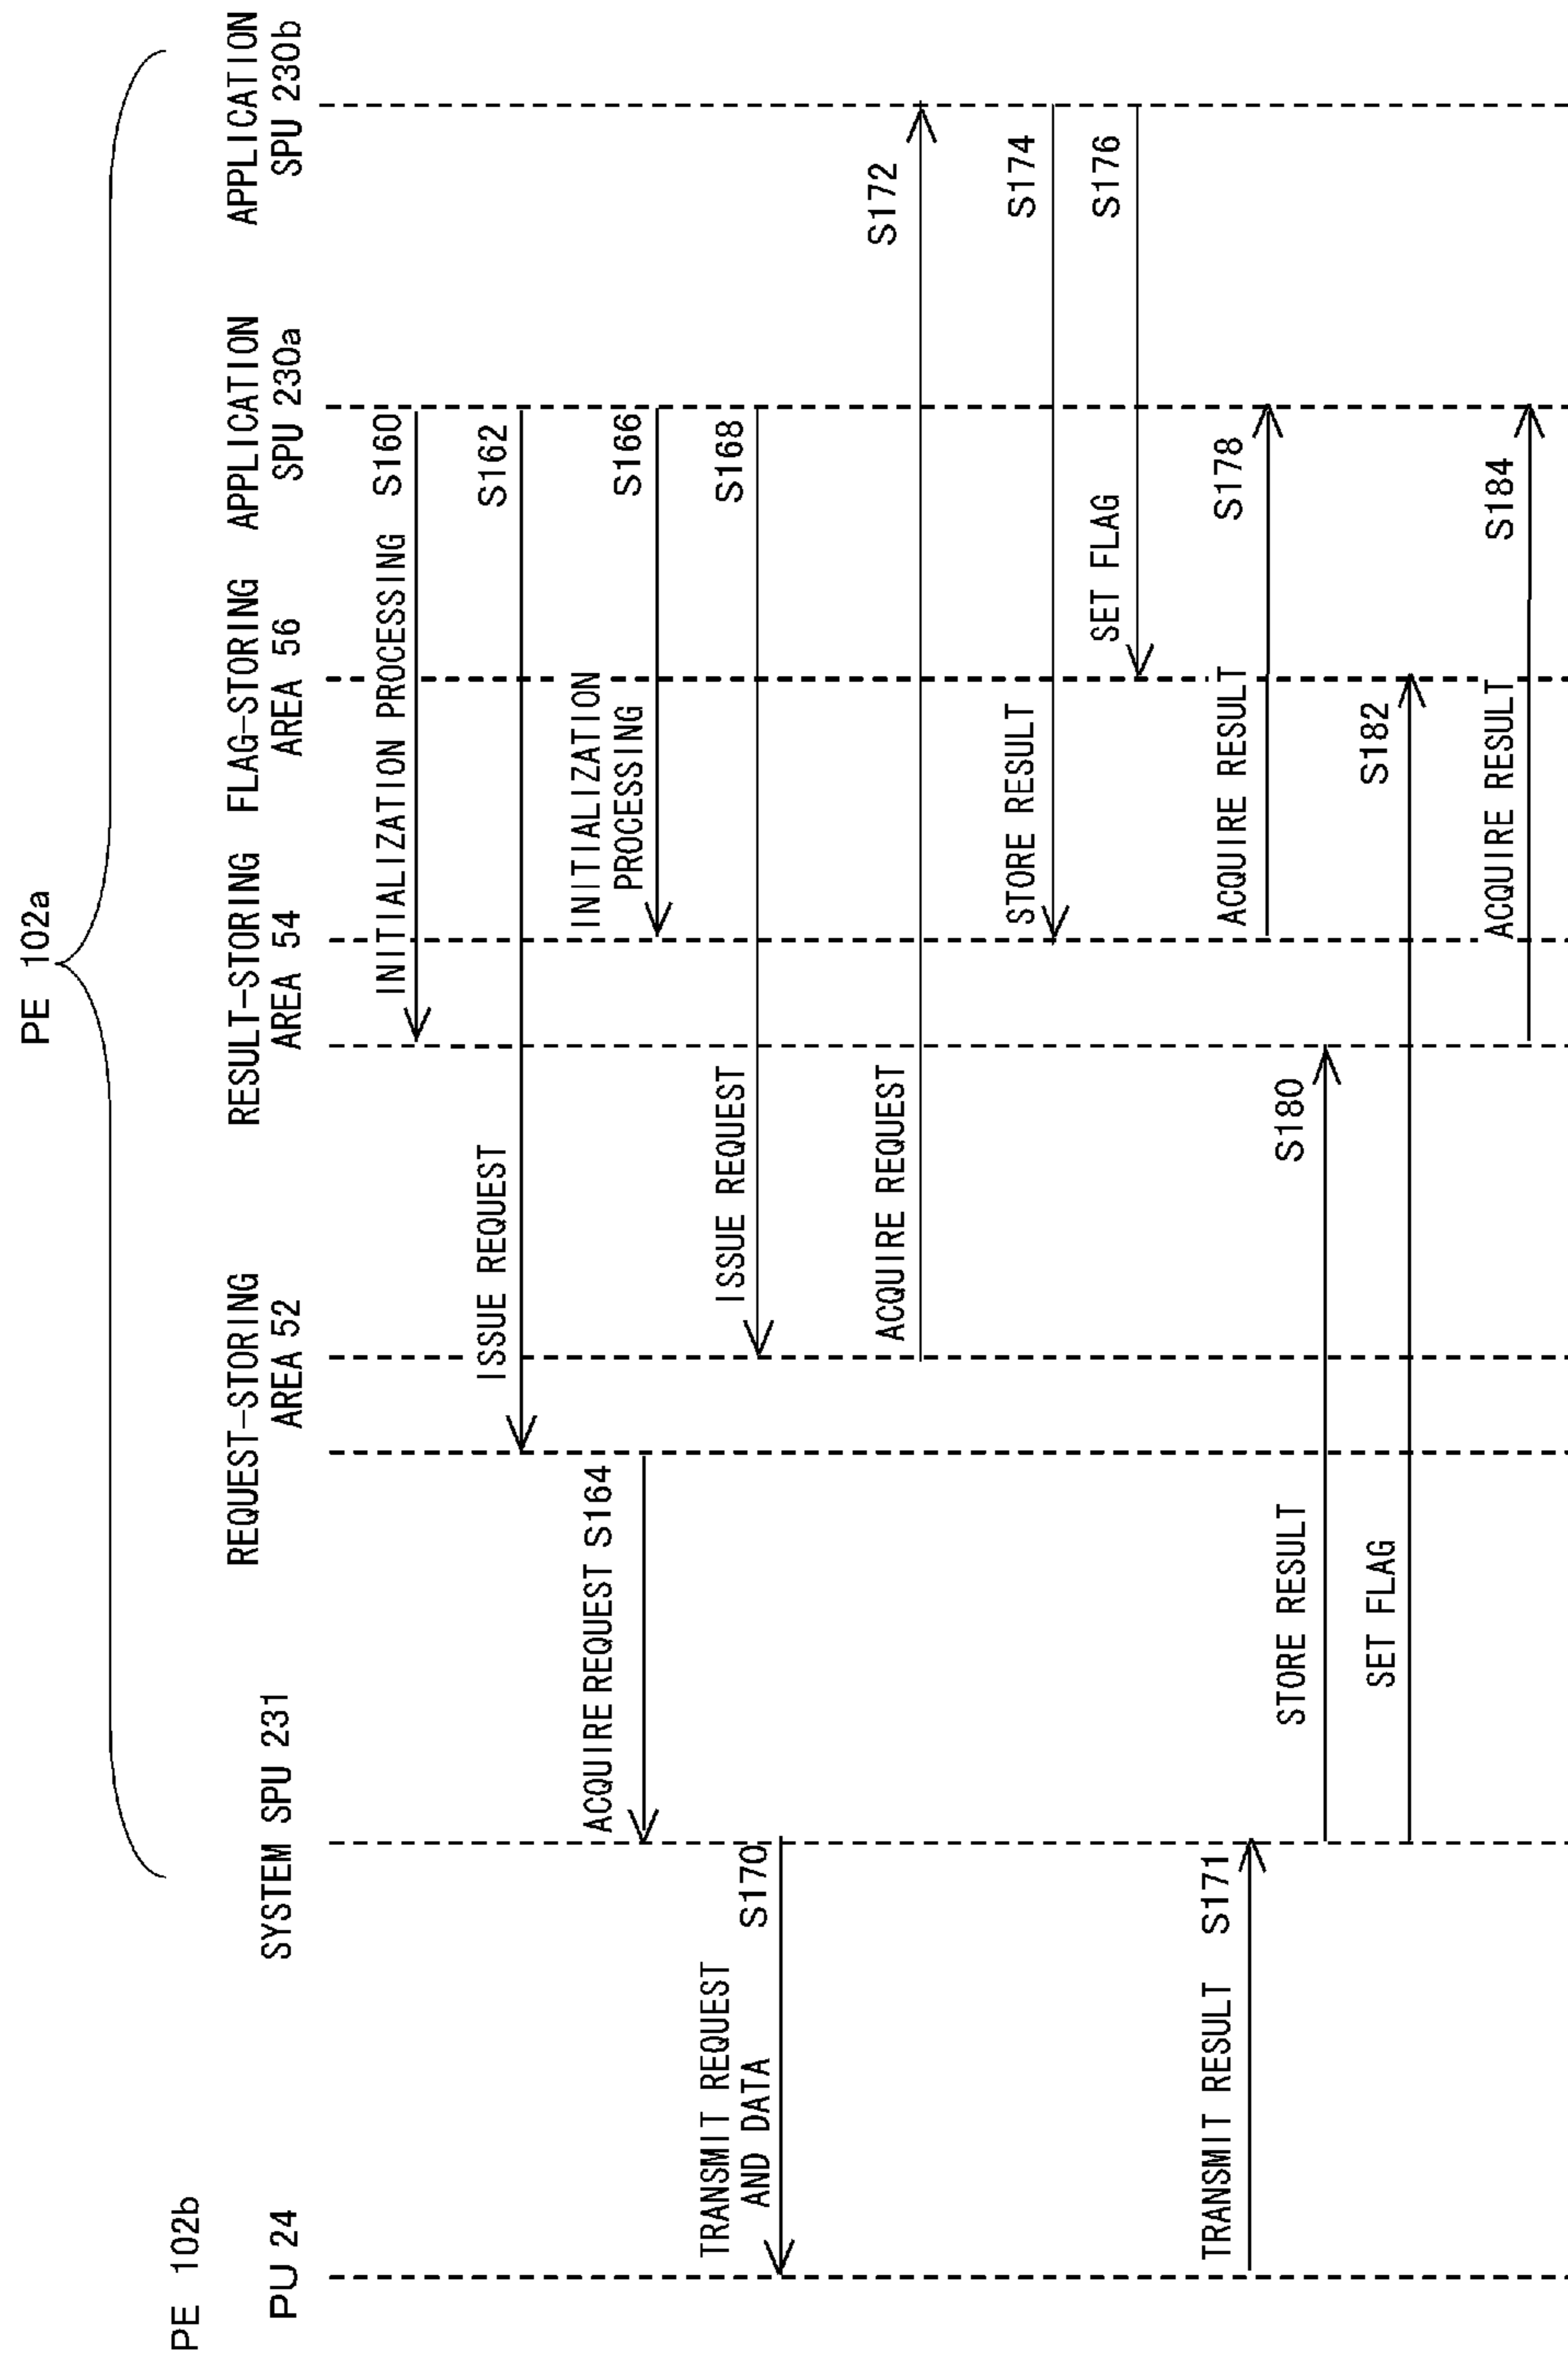 PE 102a
PE 102b
PU 24
SYSTEM SPU 231
REQUEST-STORING
AREA 52
RESULT-STORING
AREA 54
FLAG-STORING
AREA 56
APPLICATION
SPU 230a
APPLICATION
SPU 230b
INITIALIZATION PROCESSING S160
ISSUE REQUEST S162
ACQUIRE REQUEST S164
INITIALIZATION
PROCESSING
S166
ISSUE REQUEST S168
TRANSMIT REQUEST
AND DATA
S170
ACQUIRE REQUEST S172
STORE RESULT S174
SET FLAG S176
TRANSMIT RESULT S171
ACQUIRE RESULT S178
STORE RESULT S180
SET FLAG S182
ACQUIRE RESULT S184